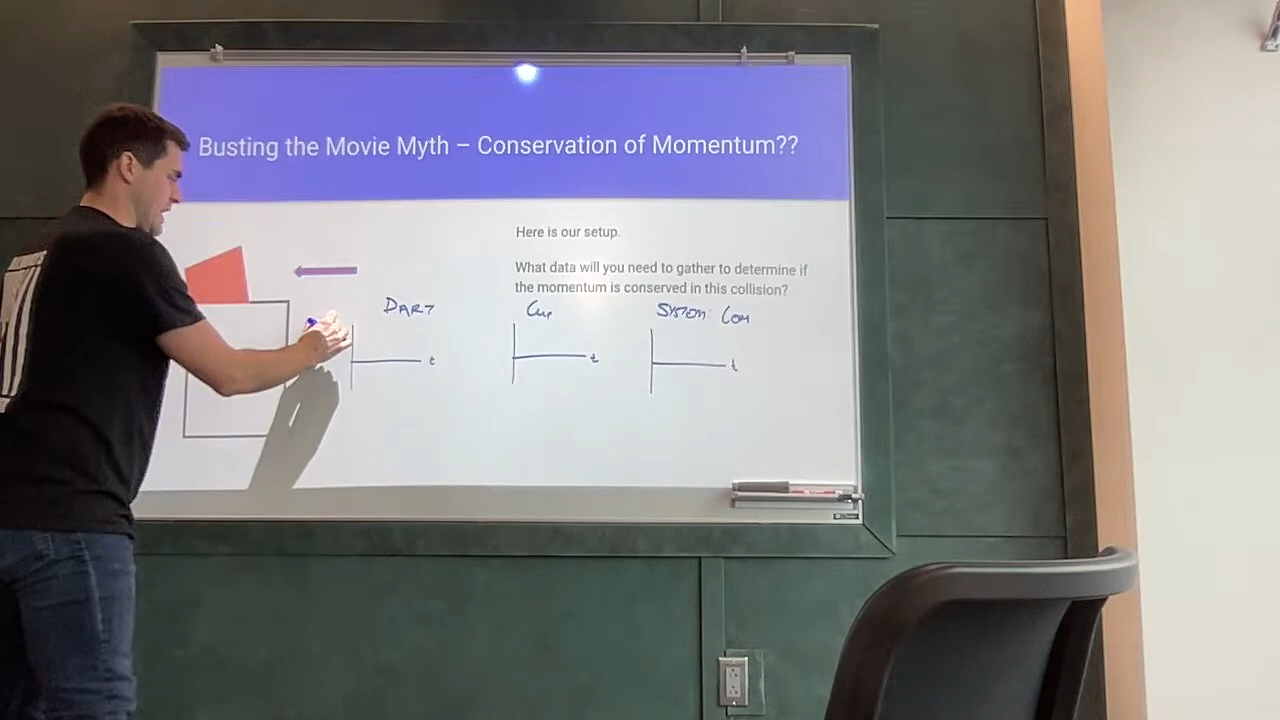 Busting the Movie Myth – Conservation of Momentum??
Here is our setup.
What data will you need to gather to determine if
the momentum is conserved in this collision?
DART
Cup
SYSTEM: COM
t
t
t